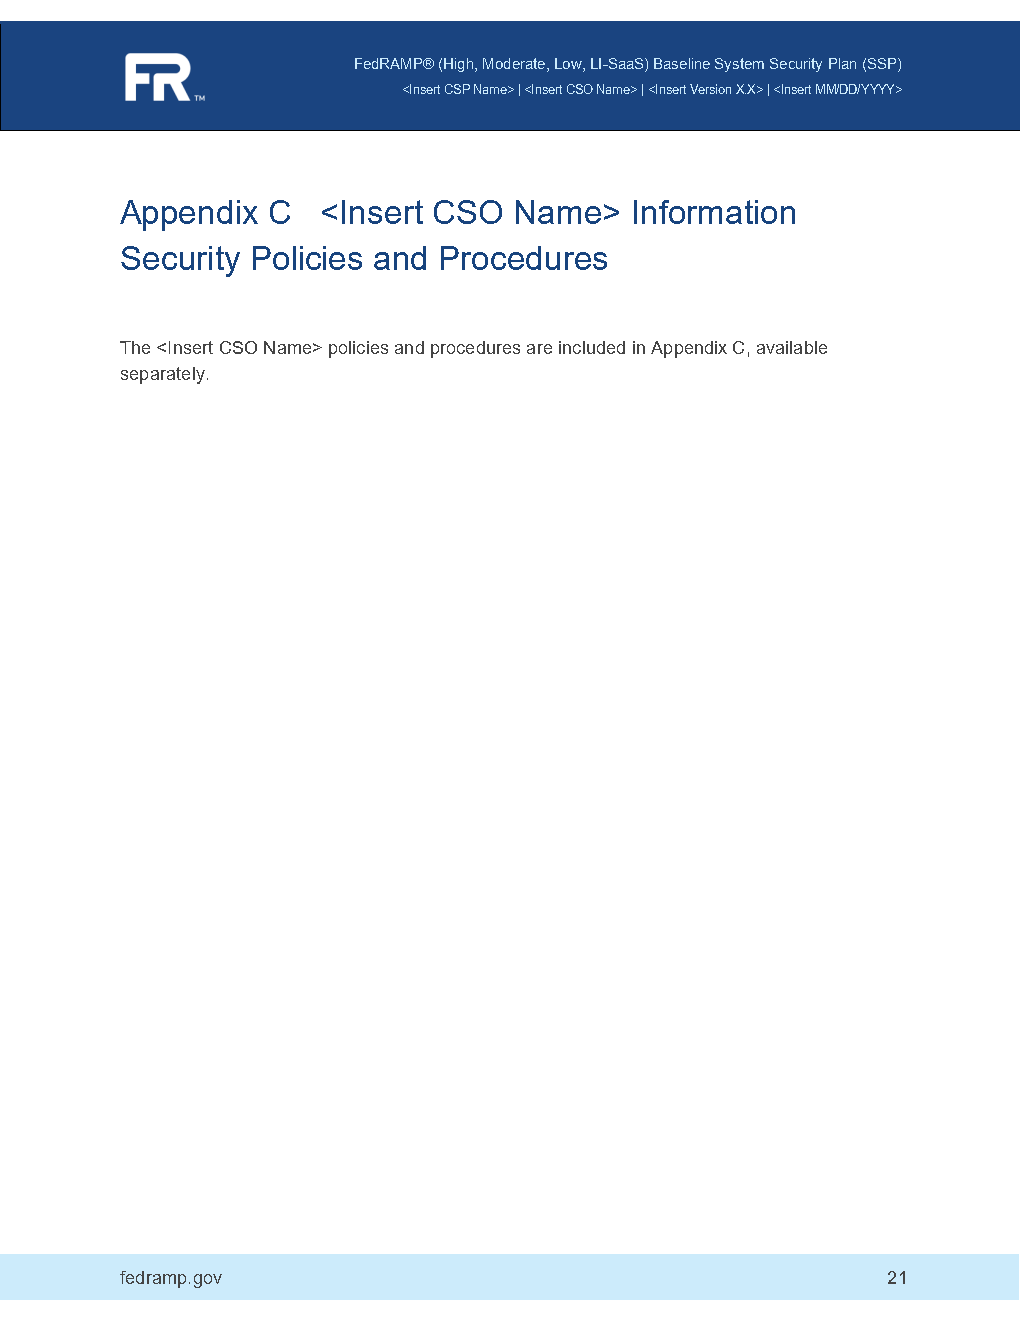 FR™
FedRAMP® (High, Moderate, Low, LI-SaaS) Baseline System Security Plan (SSP)
<Insert CSP Name> | <Insert CSO Name> | <Insert Version X.X> | <Insert MM/DD/YYYY>
Appendix C <Insert CSO Name> Information
Security Policies and Procedures
The <Insert CSO Name> policies and procedures are included in Appendix C, available
separately.
fedramp.gov 21